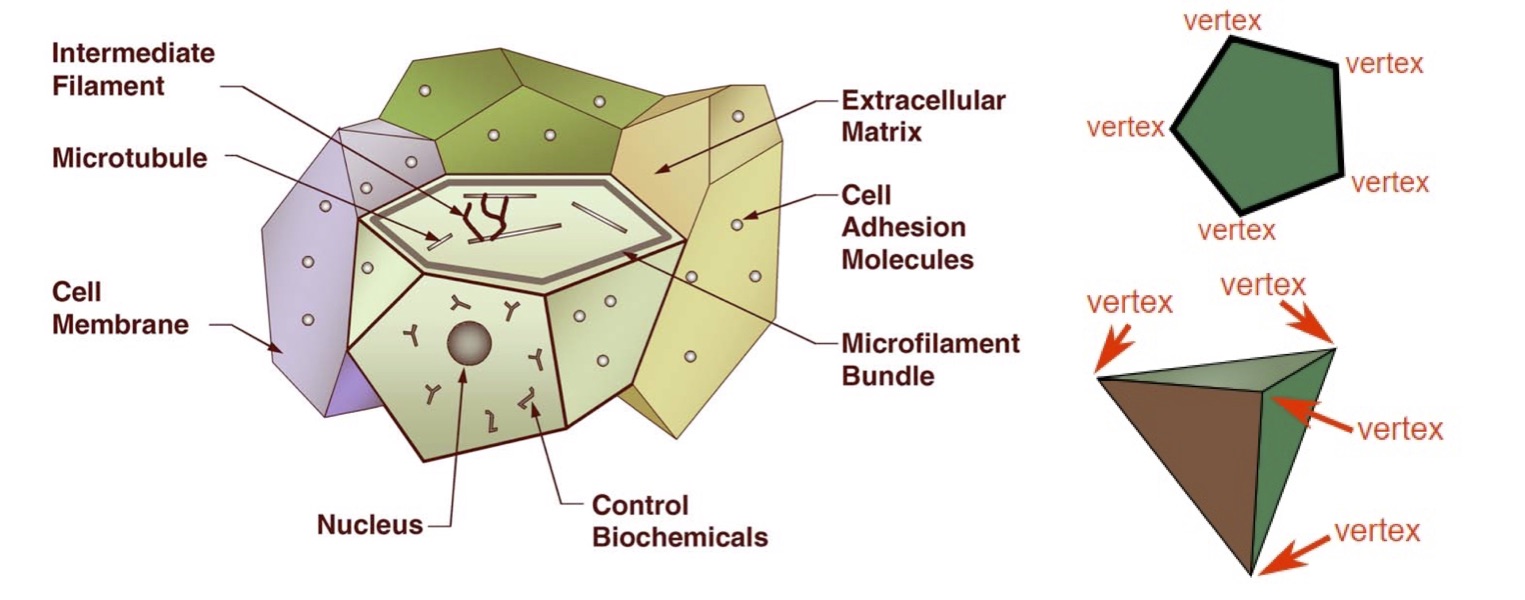 Intermediate
Filament
Microtubule
Cell
Membrane
Nucleus
Control
Biochemicals
Extracellular
Matrix
Cell
Adhesion
Molecules
Microfilament
Bundle
vertex
vertex
vertex
vertex
vertex
vertex
vertex
vertex
vertex